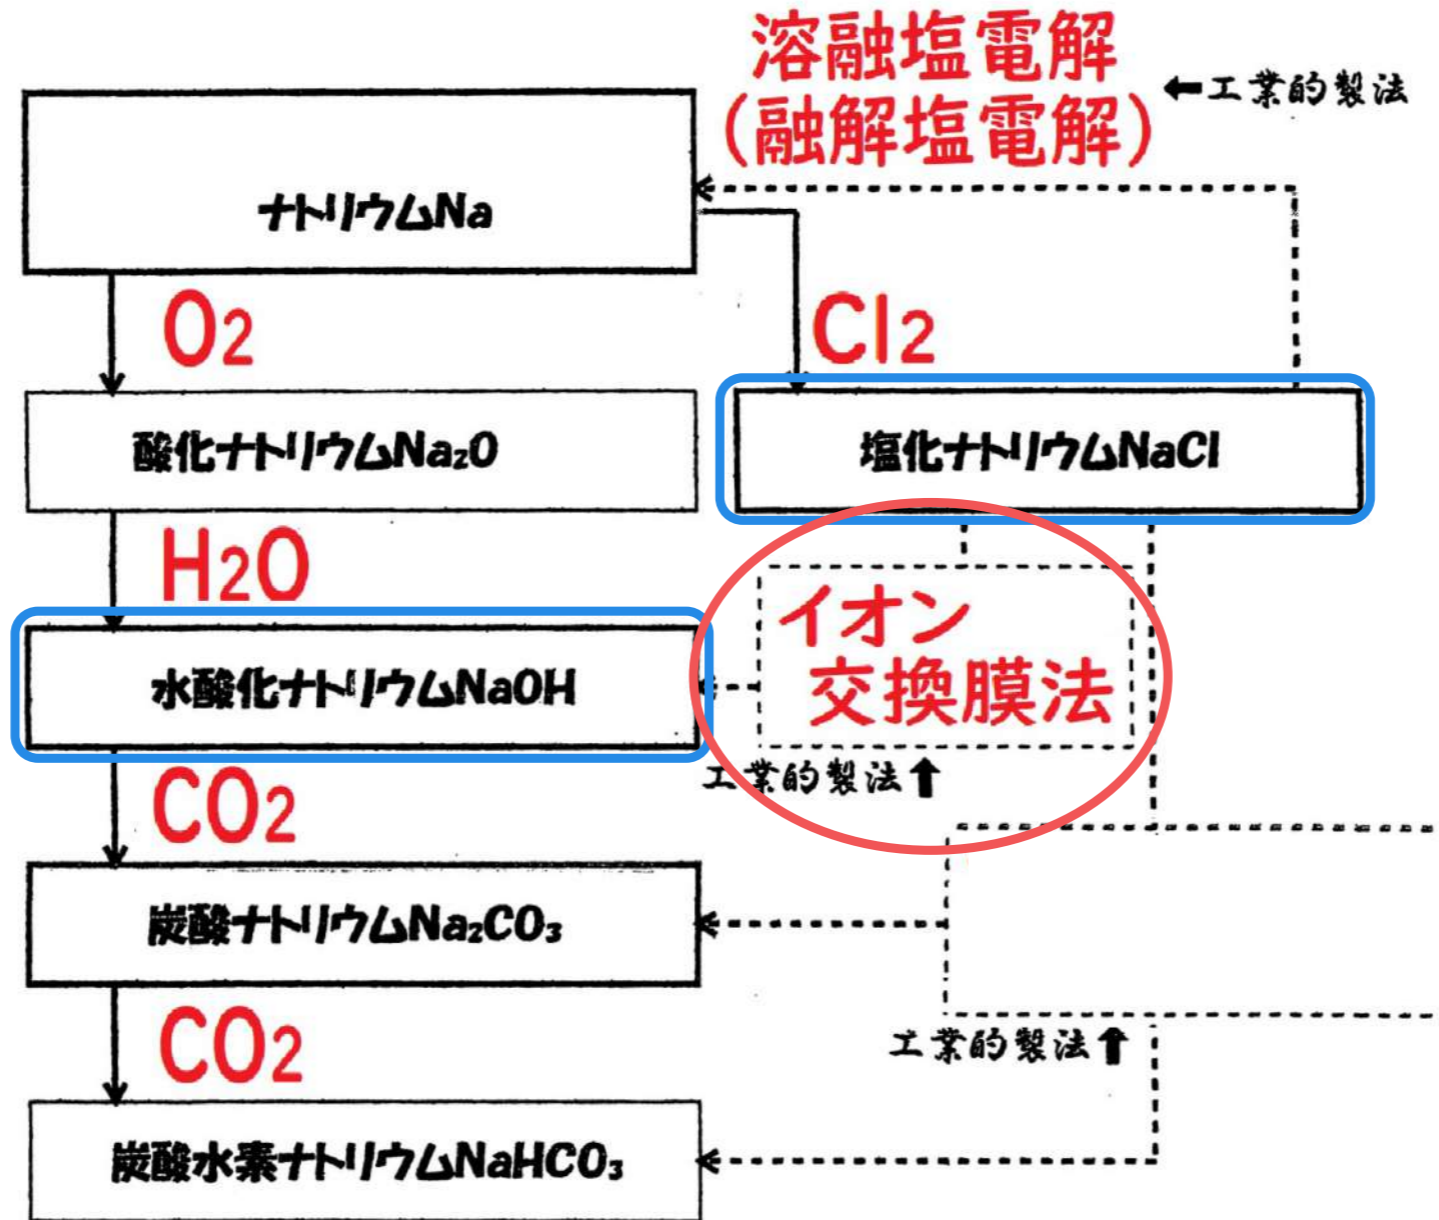 溶融塩電解
(融解塩電解)
←工業的製法
ナトリウムNa
O2
Cl2
酸化ナトリウムNa₂O
塩化ナトリウムNaCl
H2O
イオン
交換膜法
水酸化ナトリウムNaOH
工業的製法↑
CO2
炭酸ナトリウムNa₂CO₃
工業的製法↑
CO2
炭酸水素ナトリウムNaHCO₃